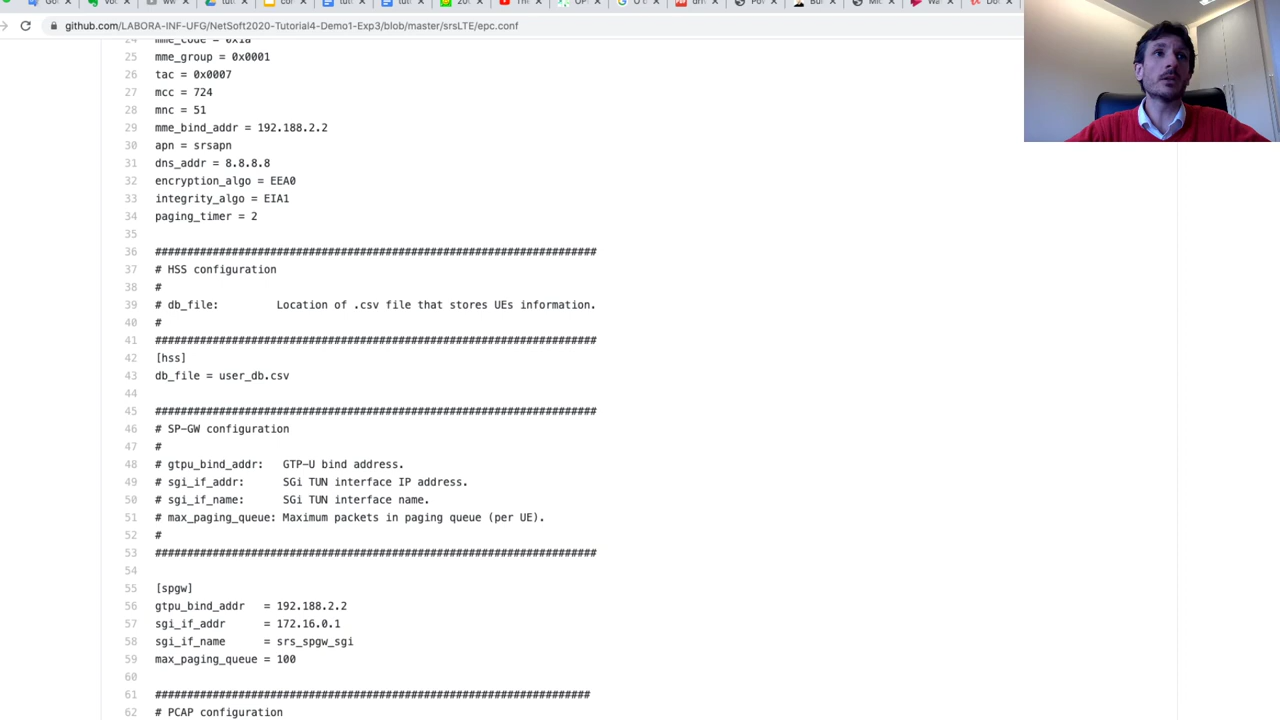 github.com/LABORA-INF-UFG/NetSoft2020-Tutorial4-Demo1-Exp3/blob/master/srsLTE/epc.conf
24 mme_code = 0x1a
25 mme_group = 0x0001
26 tac = 0x0007
27 mcc = 724
28 mnc = 51
29 mme_bind_addr = 192.188.2.2
30 apn = srsapn
31 dns_addr = 8.8.8.8
32 encryption_algo = EEA0
33 integrity_algo = EIA1
34 paging_timer = 2
35
36 #####################################################################
37 # HSS configuration
38 #
39 # db_file: Location of .csv file that stores UEs information.
40 #
41 #####################################################################
42 [hss]
43 db_file = user_db.csv
44
45 #####################################################################
46 # SP-GW configuration
47 #
48 # gtpu_bind_addr: GTP-U bind address.
49 # sgi_if_addr: SGi TUN interface IP address.
50 # sgi_if_name: SGi TUN interface name.
51 # max_paging_queue: Maximum packets in paging queue (per UE).
52 #
53 #####################################################################
54
55 [spgw]
56 gtpu_bind_addr = 192.188.2.2
57 sgi_if_addr = 172.16.0.1
58 sgi_if_name = srs_spgw_sgi
59 max_paging_queue = 100
60
61 ####################################################################
62 # PCAP configuration